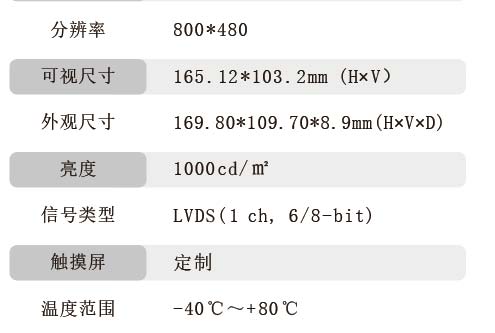 分辨率 800*480
可视尺寸 165.12*103.2mm (H×V)
外观尺寸 169.80*109.70*8.9mm(H×V×D)
亮度 1000cd/㎡
信号类型 LVDS(1 ch, 6/8-bit)
触摸屏 定制
温度范围 -40℃～+80℃